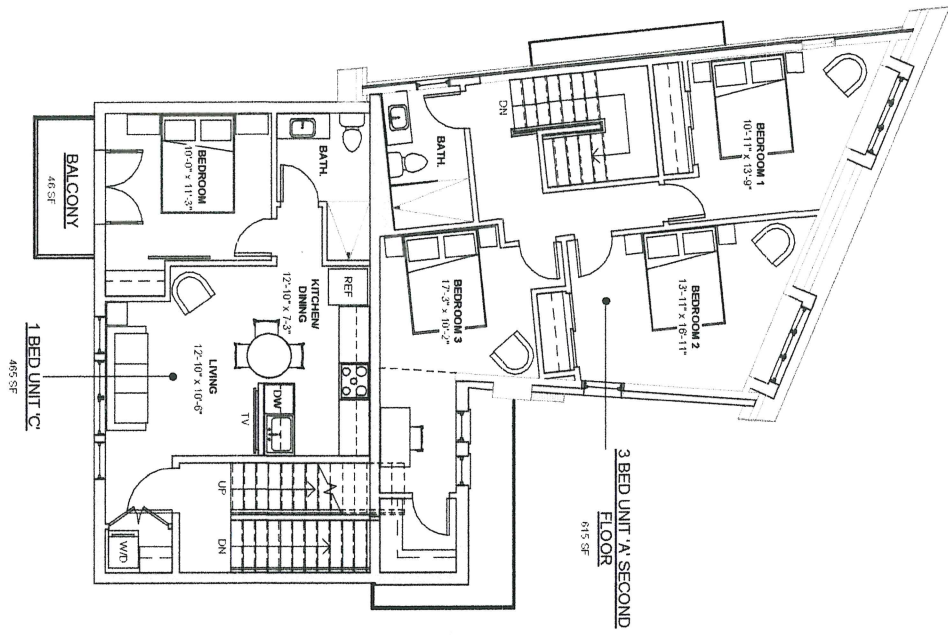 BEDROOM 1
10'-11" x 13'-9"
DN
BATH.
BEDROOM 2
13'-11" x 16'-11"
BEDROOM 3
17'-3" x 10'-2"
3 BED UNIT 'A' SECOND
FLOOR
615 SF
BATH.
BEDROOM
10'-0" x 11'-3"
BALCONY
46 SF
REF
KITCHEN/
DINING
12'-10" x 7'-3"
LIVING
12'-10" x 10'-6"
DW
TV
UP
DN
W/D
1 BED UNIT 'C'
465 SF